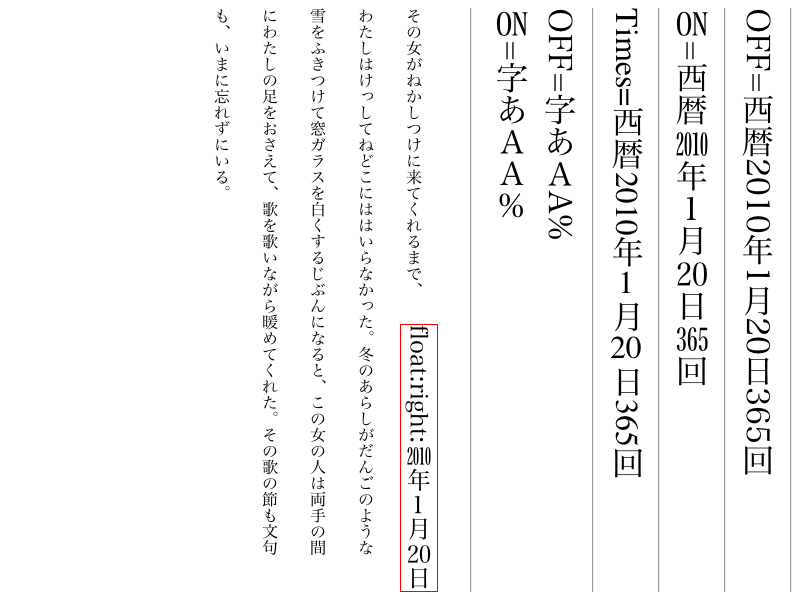 OFF=西暦2010年1月20日365回
ON=西暦2010年1月20日365回
Times=西暦2010年1月20日365回
OFF=字あAA%
ON=字あAA%
float:right: 2010年1月20日
その女がねかしつけに来てくれるまで、
わたしはけっしてねどこにははいらなかった。冬のあらしがだんごのような
雪をふきつけて窓ガラスを白くするじぶんになると、この女の人は両手の間
にわたしの足をおさえて、歌を歌いながら暖めてくれた。その歌の節も文句
も、いまに忘れずにいる。